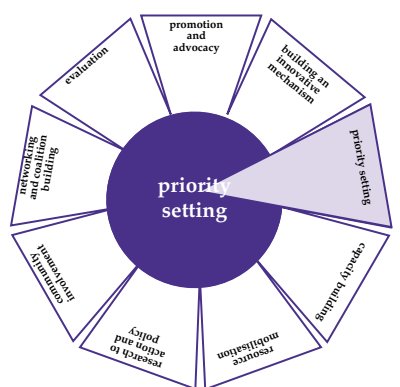 promotion
and
advocacy
building an
innovative
mechanism
priority setting
capacity building
resource
mobilisation
research to
action and
policy
community
involvement
networking
and coalition
building
evaluation
priority
setting